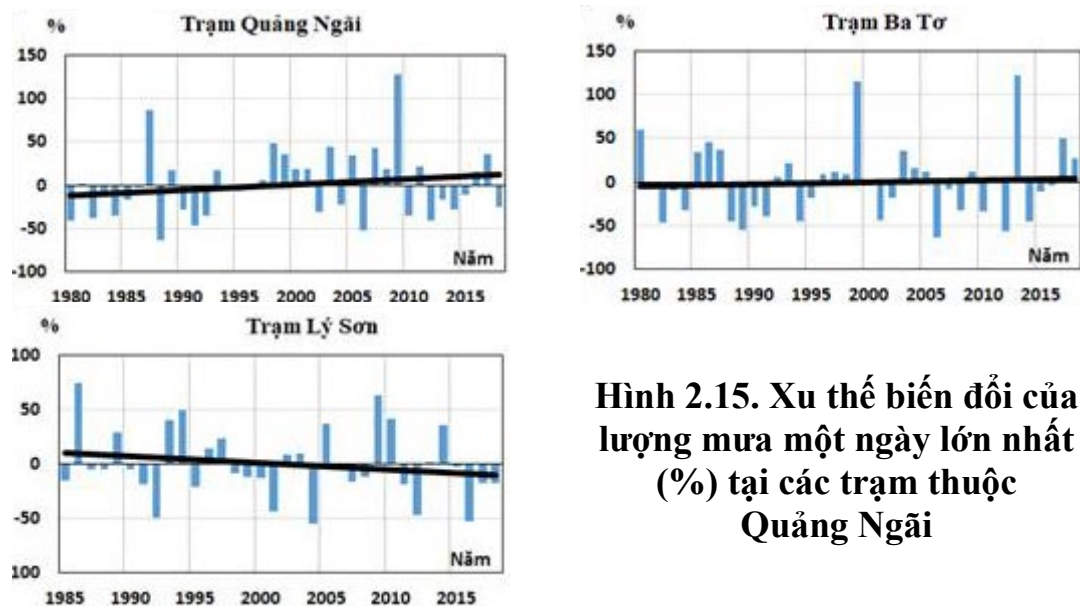 % Trạm Quảng Ngãi
150
100
50
0
-50
-100
Năm
1980 1985 1990 1995 2000 2005 2010 2015
% Trạm Ba Tơ
150
100
50
0
-50
-100
Năm
1980 1985 1990 1995 2000 2005 2010 2015
% Trạm Lý Sơn
100
50
0
-50
100
Năm
1985 1990 1995 2000 2005 2010 2015
Hình 2.15. Xu thế biến đổi của
lượng mưa một ngày lớn nhất
(%) tại các trạm thuộc
Quảng Ngãi